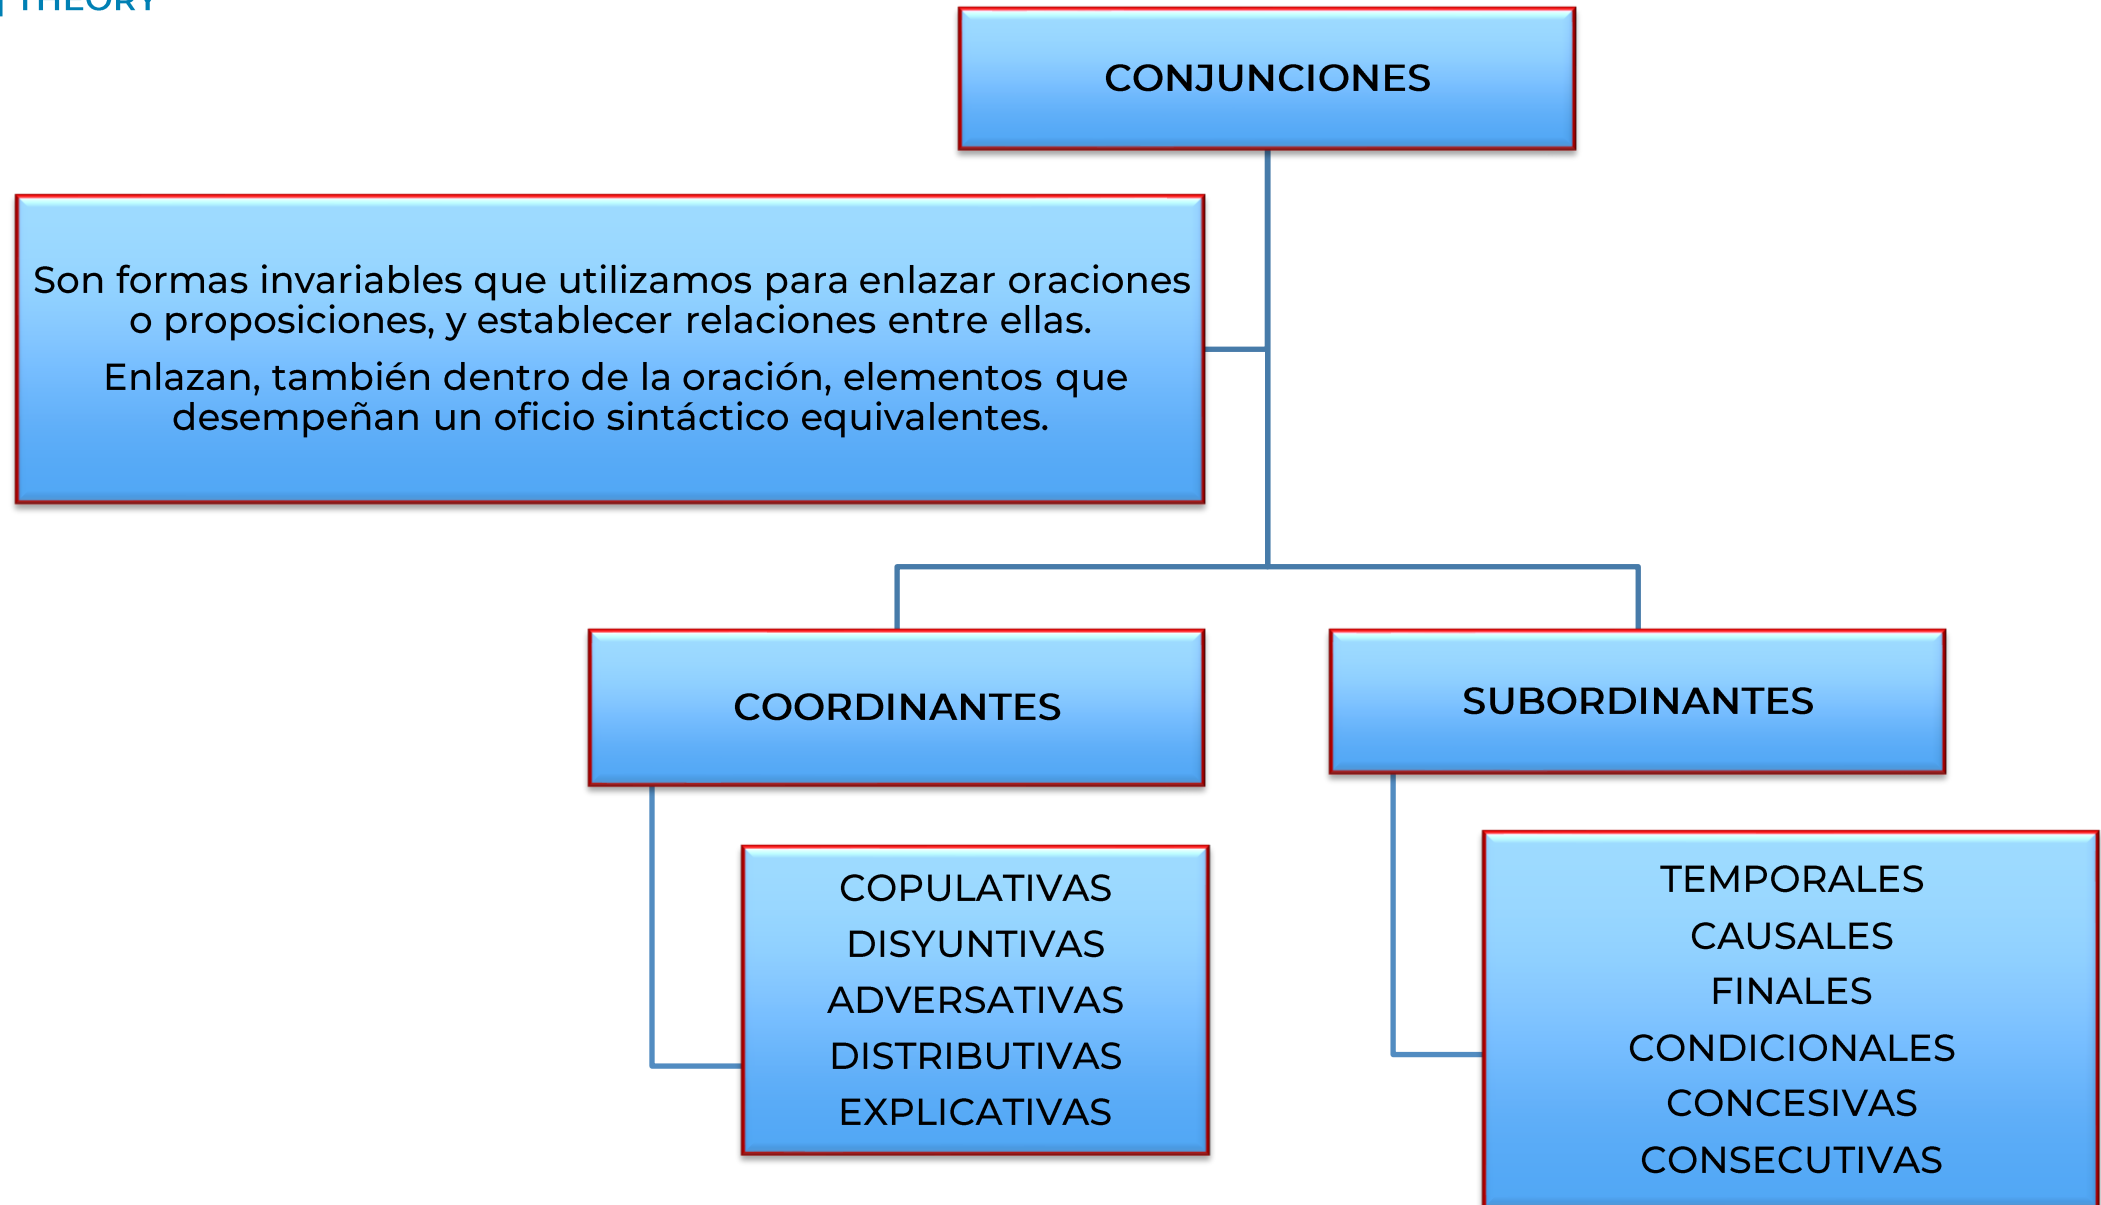 THEORY
CONJUNCIONES
Son formas invariables que utilizamos para enlazar oraciones
o proposiciones, y establecer relaciones entre ellas.
Enlazan, también dentro de la oración, elementos que
desempeñan un oficio sintáctico equivalentes.
COORDINANTES
SUBORDINANTES
COPULATIVAS
DISYUNTIVAS
ADVERSATIVAS
DISTRIBUTIVAS
EXPLICATIVAS
TEMPORALES
CAUSALES
FINALES
CONDICIONALES
CONCESIVAS
CONSECUTIVAS